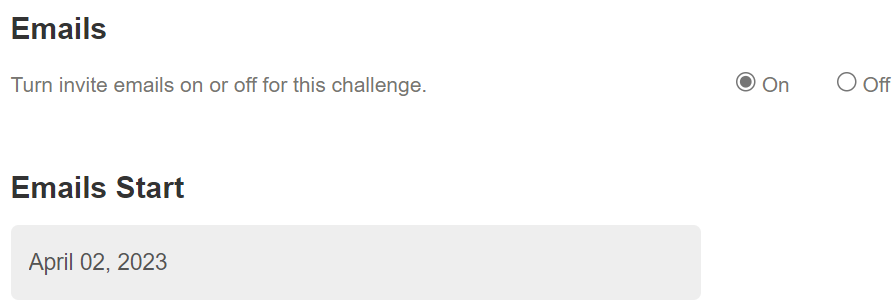 Emails
Turn invite emails on or off for this challenge.
On
Off
Emails Start
April 02, 2023